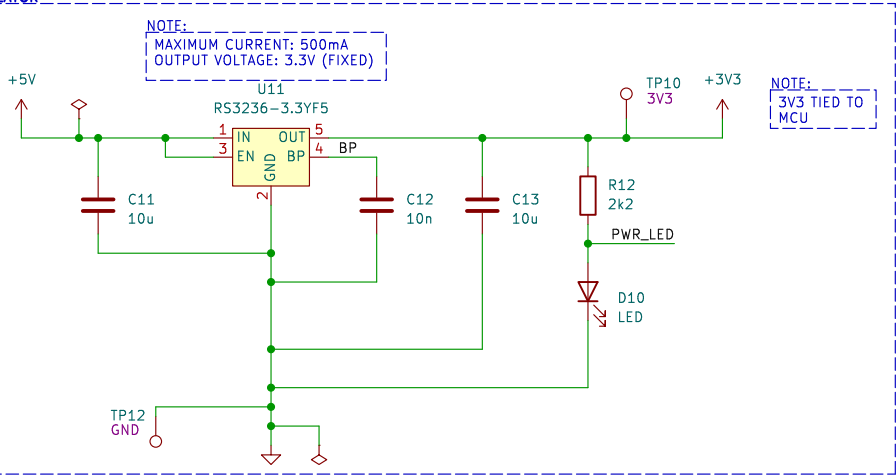 NOTE:
MAXIMUM CURRENT: 500mA
OUTPUT VOLTAGE: 3.3V (FIXED)
+5V
U11
RS3236-3.3YF5
TP10
3V3
+3V3
NOTE:
3V3 TIED TO
MCU
1 IN OUT 5
3 EN BP 4 BP
GND
2
C11
10u
C12
10n
C13
10u
R12
2k2
PWR_LED
D10
LED
TP12
GND